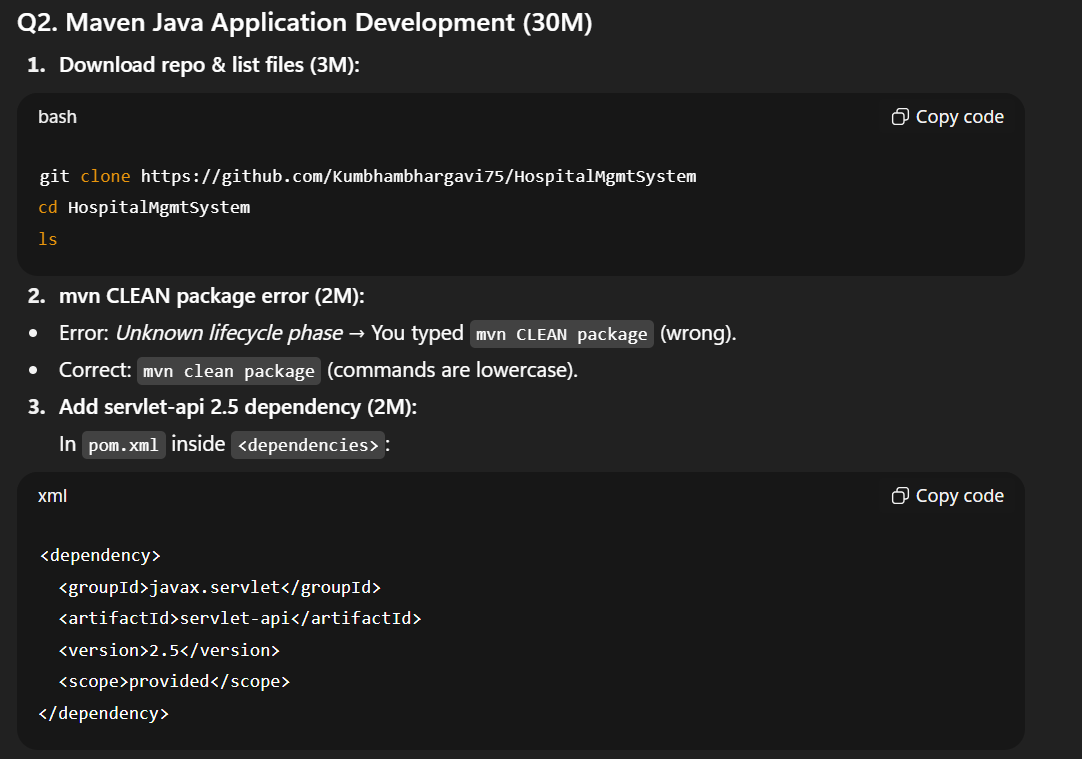 Q2. Maven Java Application Development (30M)
1. Download repo & list files (3M):
bash
Copy code
git clone https://github.com/Kumbhambhargavi75/HospitalMgmtSystem
cd HospitalMgmtSystem
ls
2. mvn CLEAN package error (2M):
• Error: Unknown lifecycle phase → You typed mvn CLEAN package (wrong).
• Correct: mvn clean package (commands are lowercase).
3. Add servlet-api 2.5 dependency (2M):
In pom.xml inside <dependencies>:
xml
Copy code
<dependency>
  <groupId>javax.servlet</groupId>
  <artifactId>servlet-api</artifactId>
  <version>2.5</version>
  <scope>provided</scope>
</dependency>